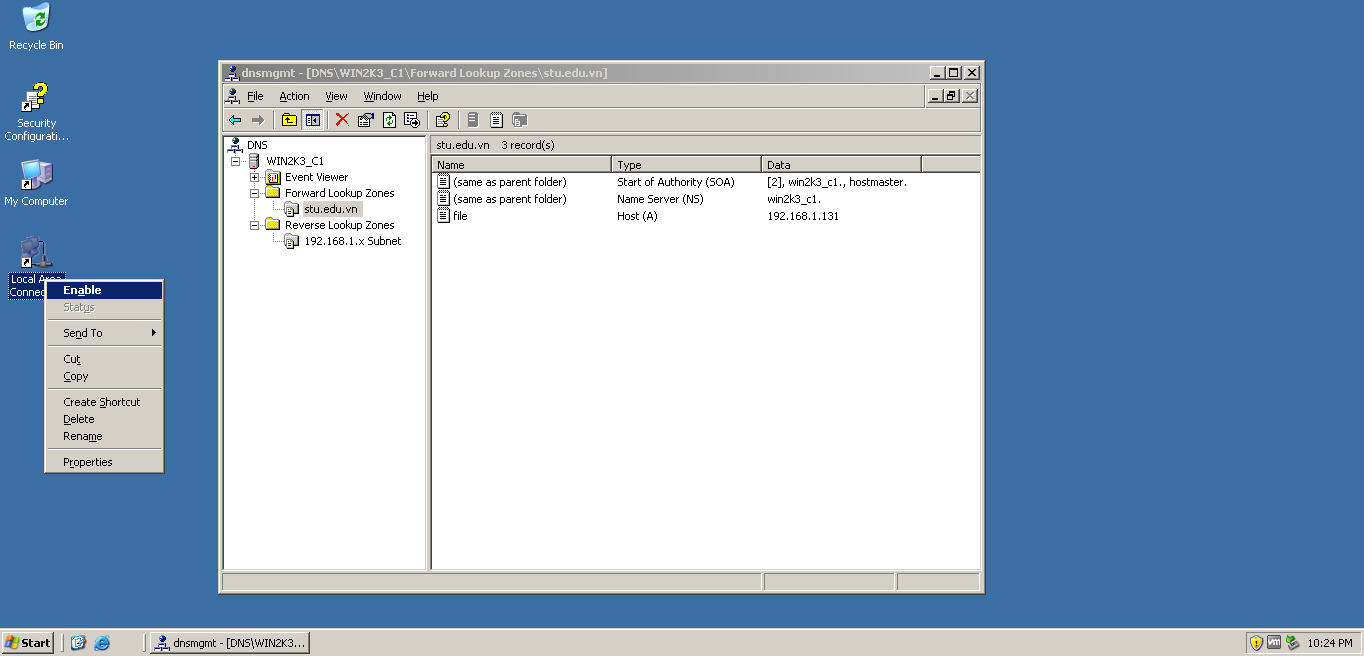 Recycle Bin
Security
Configurati...
My Computer
Local Area
Connec
Enable
Status
Send To
Cut
Copy
Create Shortcut
Delete
Rename
Properties
dnsmgmt - [DNS\WIN2K3_C1\Forward Lookup Zones\stu.edu.vn]
File Action View Window Help
DNS
WIN2K3_C1
Event Viewer
Forward Lookup Zones
stu.edu.vn
Reverse Lookup Zones
192.168.1.x Subnet
stu.edu.vn 3 record(s)
Name Type Data
(same as parent folder) Start of Authority (SOA) [2], win2k3_c1., hostmaster.
(same as parent folder) Name Server (NS) win2k3_c1.
file Host (A) 192.168.1.131
Start dnsmgmt - [DNS\WIN2K3... vm 10:24 PM